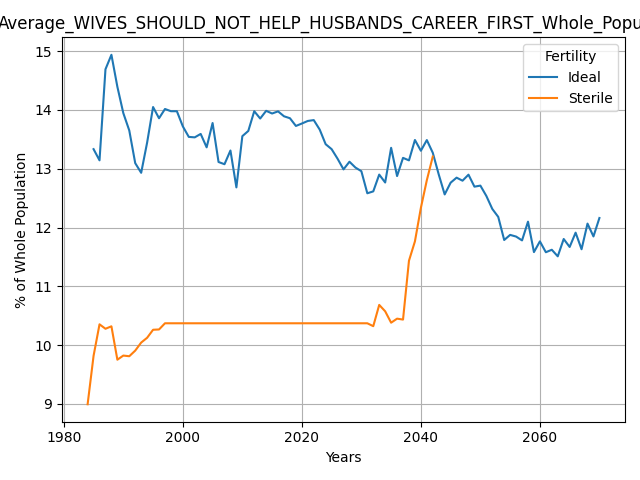 Average_WIVES_SHOULD_NOT_HELP_HUSBANDS_CAREER_FIRST_Whole_Popu
Fertility
Ideal
Sterile
% of Whole Population
15
14
13
12
11
10
9
1980
2000
2020
2040
2060
Years